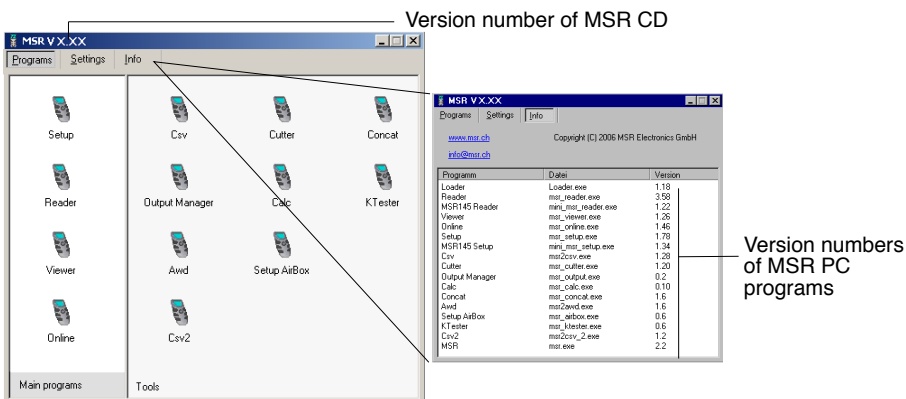 Version number of MSR CD
MSR V X.XX
Programs Settings Info
Setup Csv Cutter Concat
Reader Output Manager Calc KTester
Viewer Awd Setup AirBox
Online Csv2
Main programs Tools
MSR V X.XX
Programs Settings Info
www.msr.ch Copyright (C) 2006 MSR Electronics GmbH
info@msr.ch
Programm Datei Version
Loader Loader.exe 1.18
Reader msr_reader.exe 3.58
MSR145 Reader mini_msr_reader.exe 1.22
Viewer msr_viewer.exe 1.26
Online msr_online.exe 1.46
Setup msr_setup.exe 1.78
MSR145 Setup mini_msr_setup.exe 1.34
Csv msr2csv.exe 1.28
Cutter msr_cutter.exe 1.20
Output Manager msr_output.exe 0.2
Calc msr_calc.exe 0.10
Concat msr_concat.exe 1.6
Awd msr2awd.exe 1.6
Setup AirBox msr_airbox.exe 0.6
KTester msr_ktester.exe 0.6
Csv2 msr2csv_2.exe 1.2
MSR msr.exe 2.2
Version numbers
of MSR PC
programs